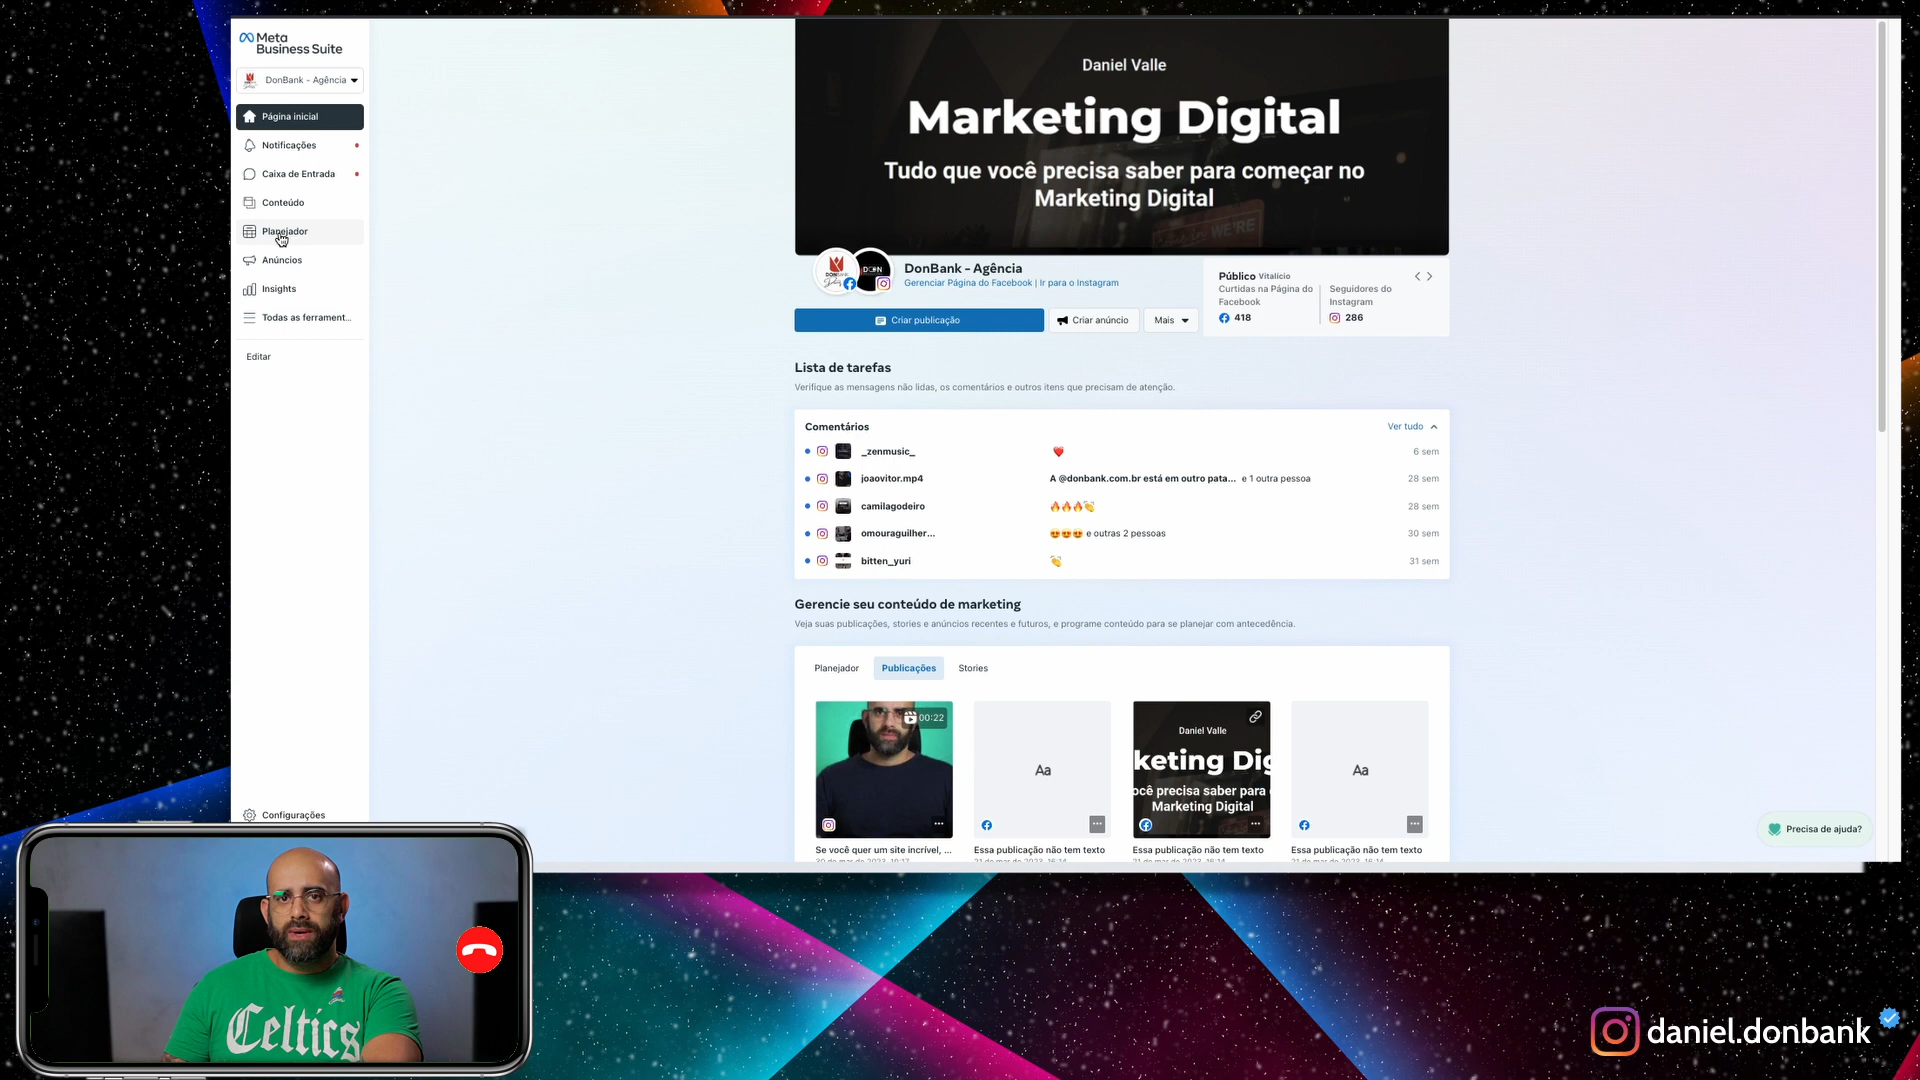 Meta
Business Suite
DonBank - Agência
Página inicial
Notificações
Caixa de Entrada
Conteúdo
Planejador
Anúncios
Insights
Todas as ferrament...
Editar
Configurações
Daniel Valle
Marketing Digital
Tudo que você precisa saber para começar no
Marketing Digital
WE'RE
DON
DonBank - Agência
Gerenciar Página do Facebook | Ir para o Instagram
Criar publicação
Criar anúncio
Mais
Público Vitalício
Curtidas na Página do
Facebook
418
Seguidores do
Instagram
286
Lista de tarefas
Verifique as mensagens não lidas, os comentários e outros itens que precisam de atenção.
Comentários
Ver tudo
_zenmusic_ ❤️ 6 sem
joaovitor.mp4 A @donbank.com.br está em outro pata... e 1 outra pessoa 28 sem
camilagodeiro 🔥🔥🔥👏 28 sem
omouraguilher... 😍😍😍 e outras 2 pessoas 30 sem
bitten_yuri 👏 31 sem
Gerencie seu conteúdo de marketing
Veja suas publicações, stories e anúncios recentes e futuros, e programe conteúdo para se planejar com antecedência.
Planejador Publicações Stories
00:22
Aa
Daniel Valle
keting Dig
ocê precisa saber para
Marketing Digital
Aa
Se você quer um site incrível, ...
Essa publicação não tem texto
Essa publicação não tem texto
Essa publicação não tem texto
Precisa de ajuda?
Celtics
daniel.donbank